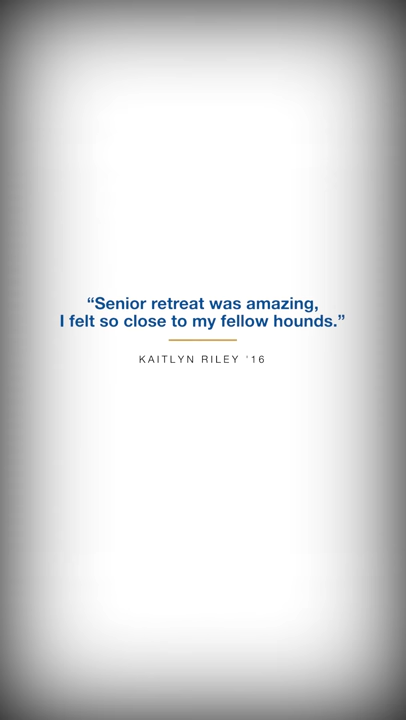 “Senior retreat was amazing,
I felt so close to my fellow hounds.”
KAITLYN RILEY ’16